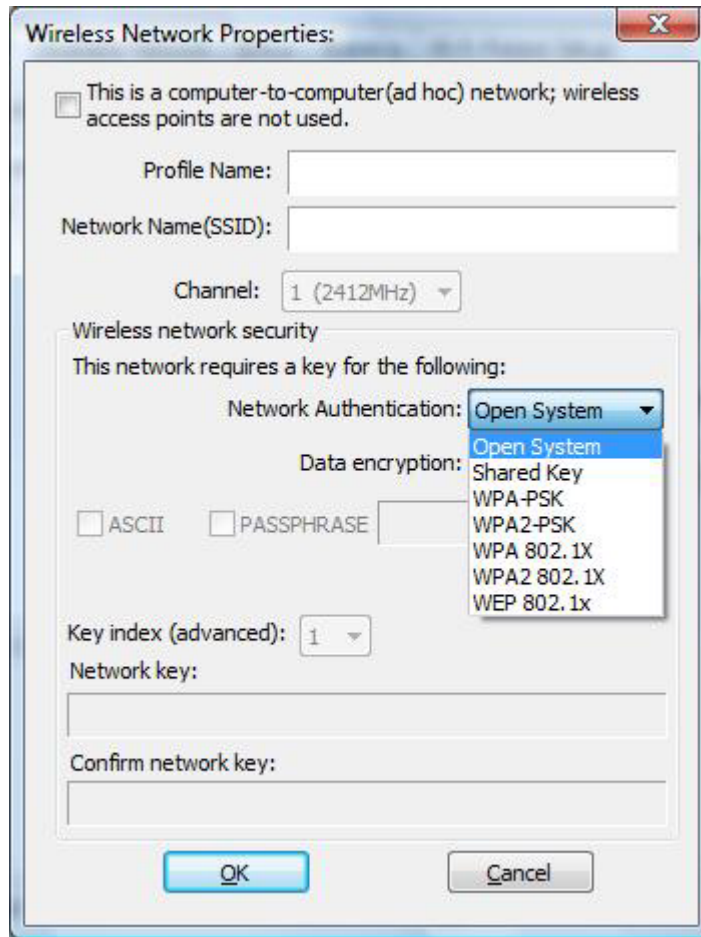 Wireless Network Properties:
This is a computer-to-computer(ad hoc) network; wireless
access points are not used.
Profile Name:
Network Name(SSID):
Channel: 1 (2412MHz)
Wireless network security
This network requires a key for the following:
Network Authentication: Open System
Open System
Data encryption:
Shared Key
WPA-PSK
WPA2-PSK
ASCII PASSPHRASE
WPA 802.1X
WPA2 802.1X
WEP 802.1x
Key index (advanced): 1
Network key:
Confirm network key:
OK Cancel